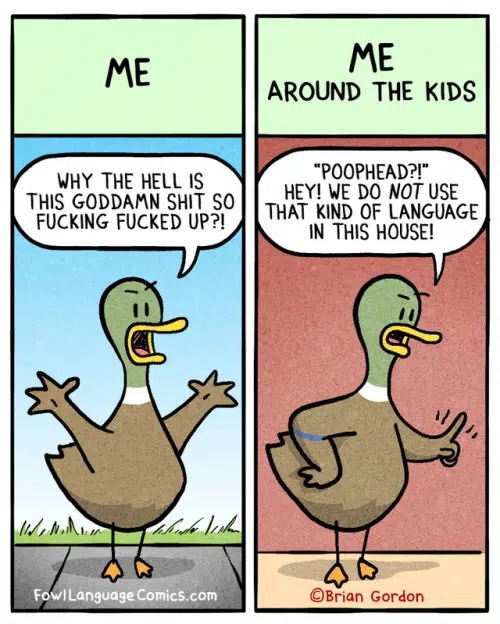 ME
WHY THE HELL IS
THIS GODDAMN SHIT SO
FUCKING FUCKED UP?!
FowlLanguageComics.com
ME
AROUND THE KIDS
"POOPHEAD?!"
HEY! WE DO NOT USE
THAT KIND OF LANGUAGE
IN THIS HOUSE!
©Brian Gordon